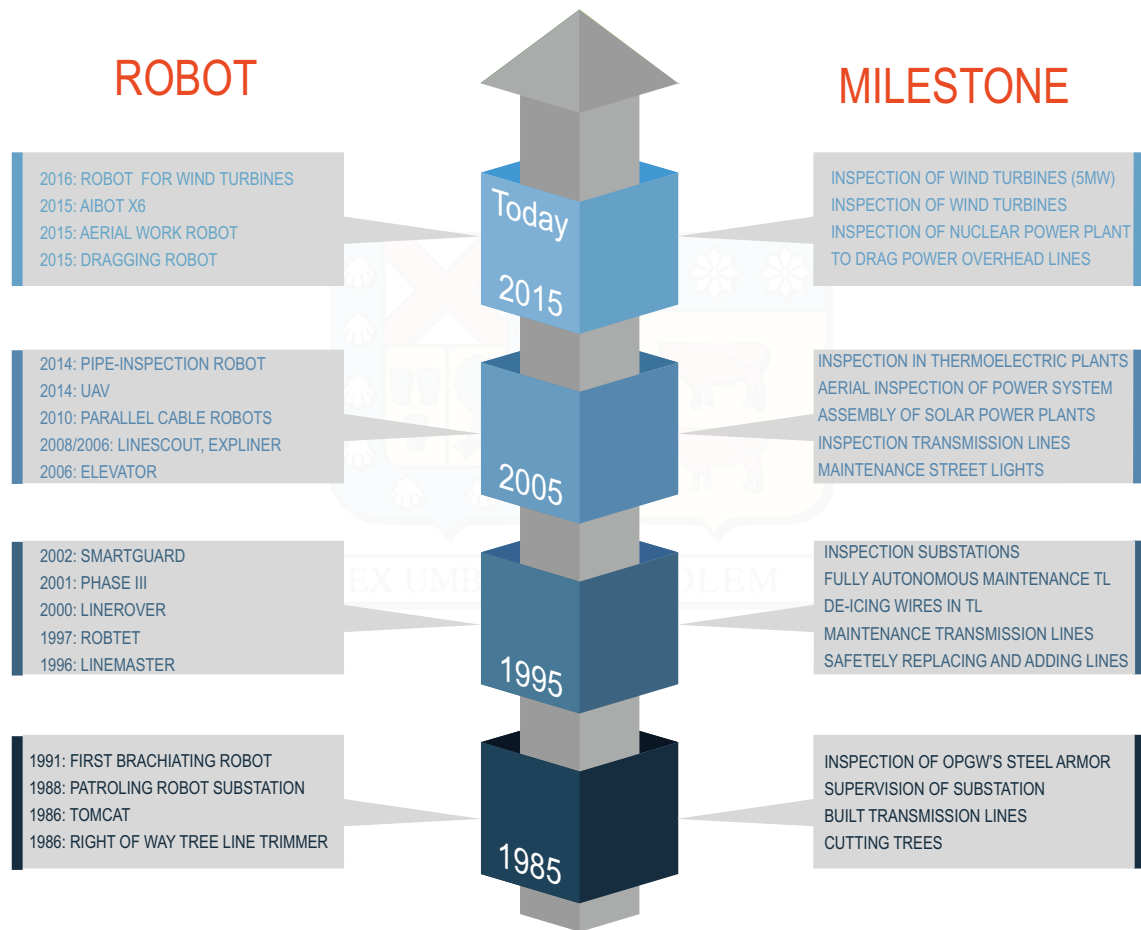 ROBOT
MILESTONE
2016: ROBOT FOR WIND TURBINES
2015: AIBOT X6
2015: AERIAL WORK ROBOT
2015: DRAGGING ROBOT
Today
2015
INSPECTION OF WIND TURBINES (5MW)
INSPECTION OF WIND TURBINES
INSPECTION OF NUCLEAR POWER PLANT
TO DRAG POWER OVERHEAD LINES
2014: PIPE-INSPECTION ROBOT
2014: UAV
2010: PARALLEL CABLE ROBOTS
2008/2006: LINESCOUT, EXPLINER
2006: ELEVATOR
2005
INSPECTION IN THERMOELECTRIC PLANTS
AERIAL INSPECTION OF POWER SYSTEM
ASSEMBLY OF SOLAR POWER PLANTS
INSPECTION TRANSMISSION LINES
MAINTENANCE STREET LIGHTS
2002: SMARTGUARD
2001: PHASE III
2000: LINEROVER
1997: ROBTET
1996: LINEMASTER
1995
INSPECTION SUBSTATIONS
FULLY AUTONOMOUS MAINTENANCE TL
DE-ICING WIRES IN TL
MAINTENANCE TRANSMISSION LINES
SAFETELY REPLACING AND ADDING LINES
EX
1991: FIRST BRACHIATING ROBOT
1988: PATROLING ROBOT SUBSTATION
1986: TOMCAT
1986: RIGHT OF WAY TREE LINE TRIMMER
1985
INSPECTION OF OPGW'S STEEL ARMOR
SUPERVISION OF SUBSTATION
BUILT TRANSMISSION LINES
CUTTING TREES